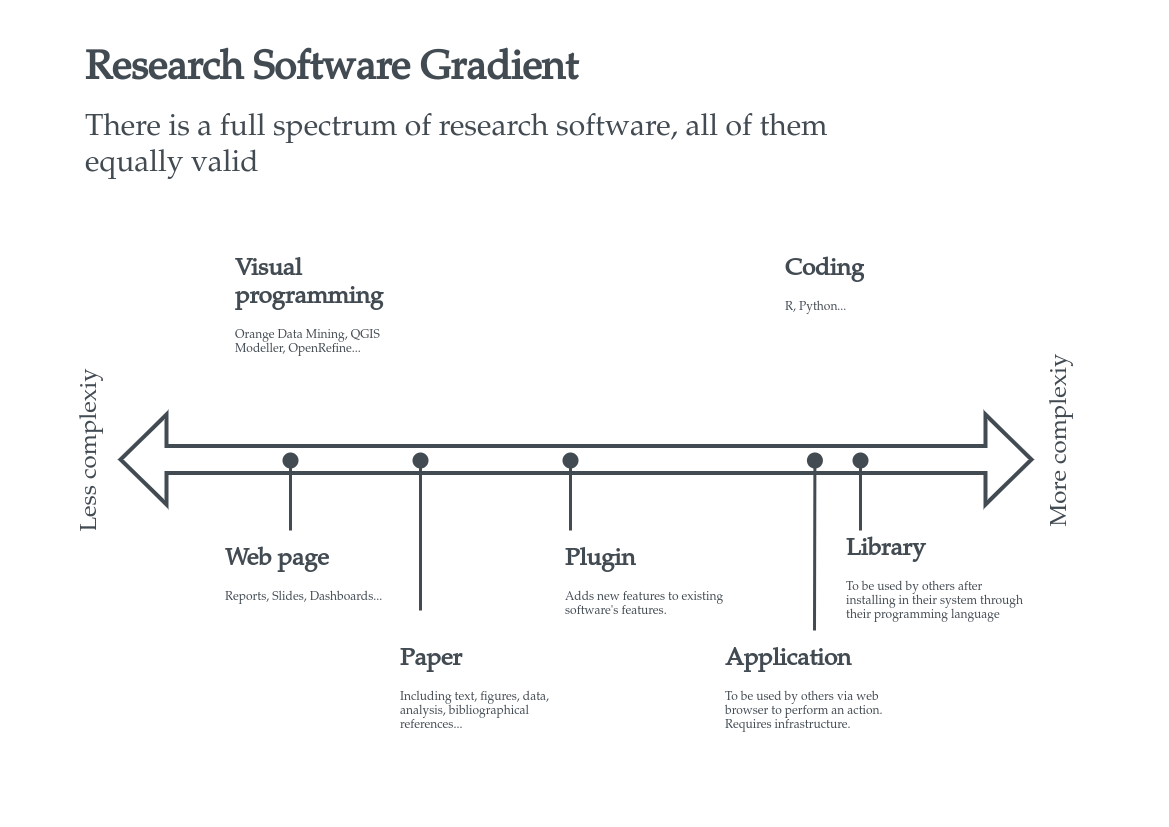 Research Software Gradient
There is a full spectrum of research software, all of them
equally valid
Visual
programming
Orange Data Mining, QGIS
Modeller, OpenRefine...
Coding
R, Python...
Less complexiy
More complexiy
Web page
Reports, Slides, Dashboards...
Paper
Including text, figures, data,
analysis, bibliographical
references...
Plugin
Adds new features to existing
software's features.
Application
To be used by others via web
browser to perform an action.
Requires infrastructure.
Library
To be used by others after
installing in their system through
their programming language